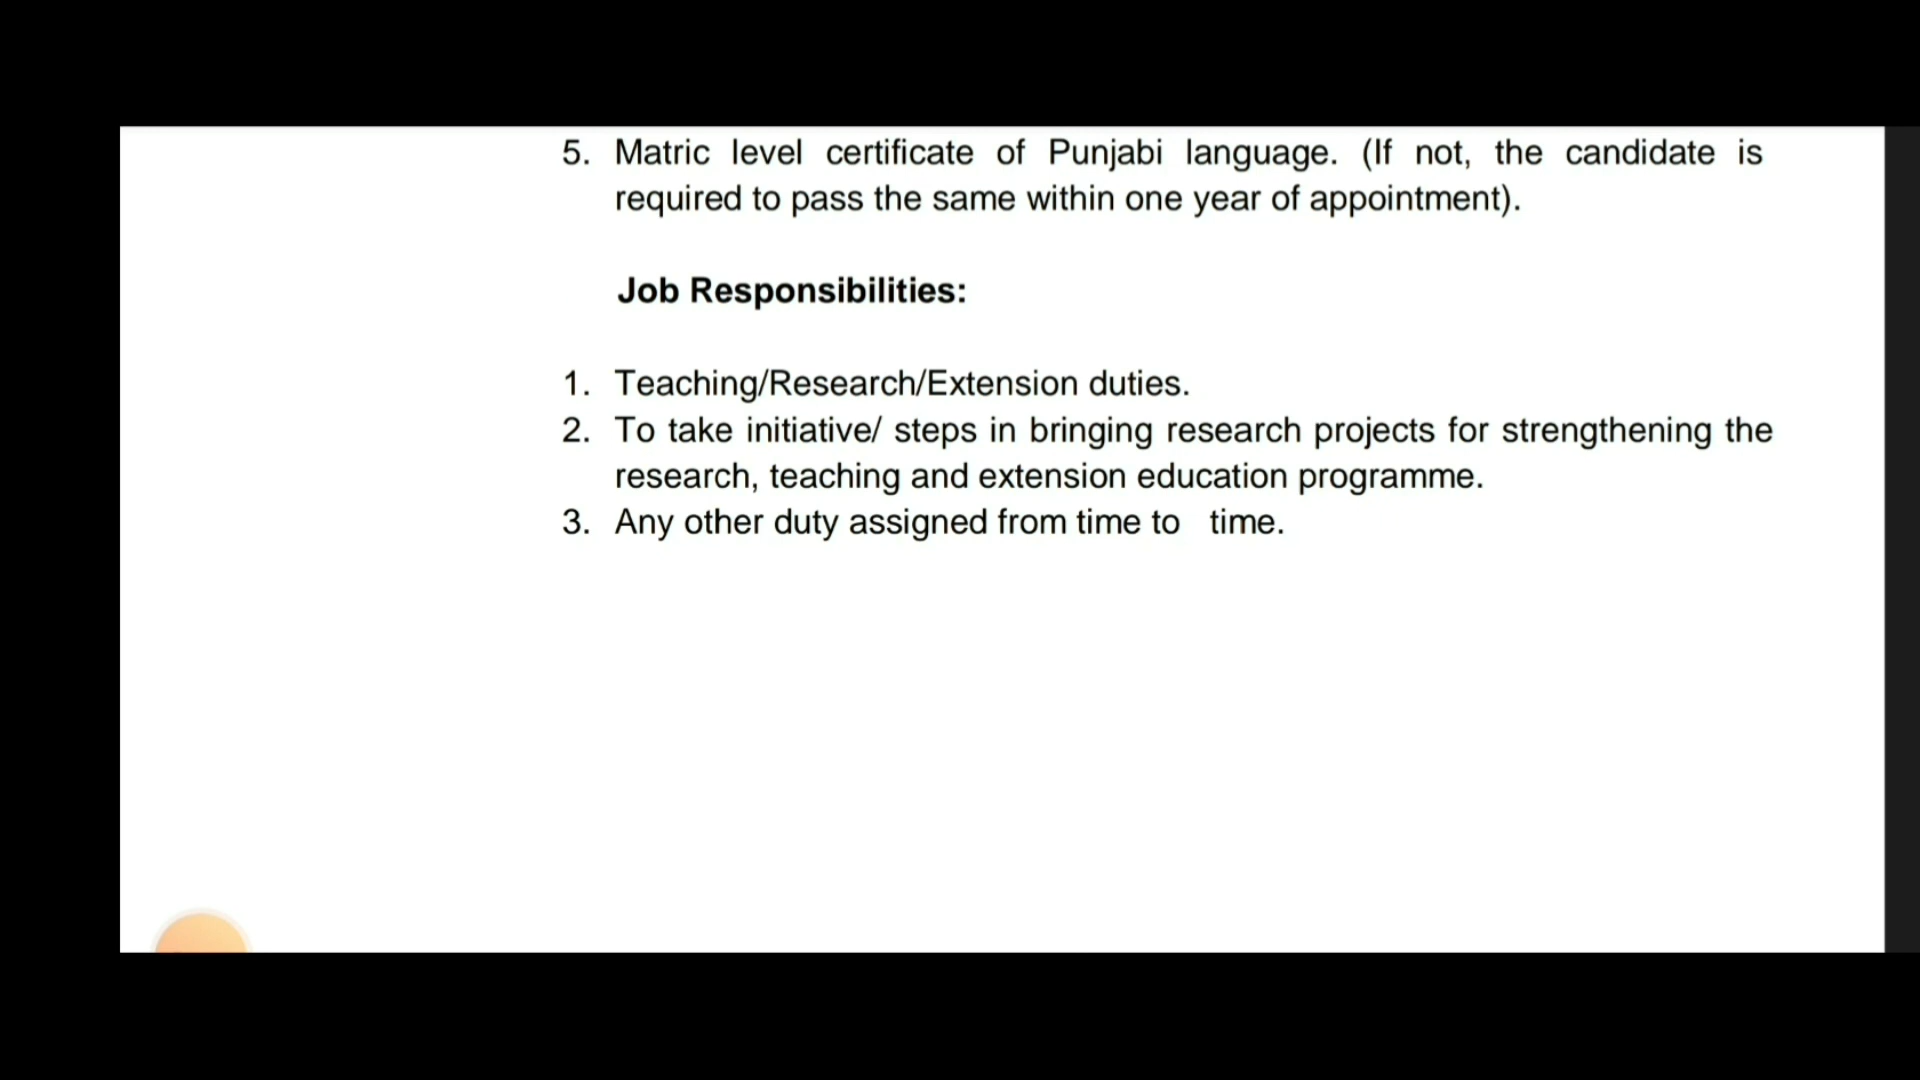 5. Matric level certificate of Punjabi language. (If not, the candidate is
required to pass the same within one year of appointment).
Job Responsibilities:
1. Teaching/Research/Extension duties.
2. To take initiative/ steps in bringing research projects for strengthening the
research, teaching and extension education programme.
3. Any other duty assigned from time to time.